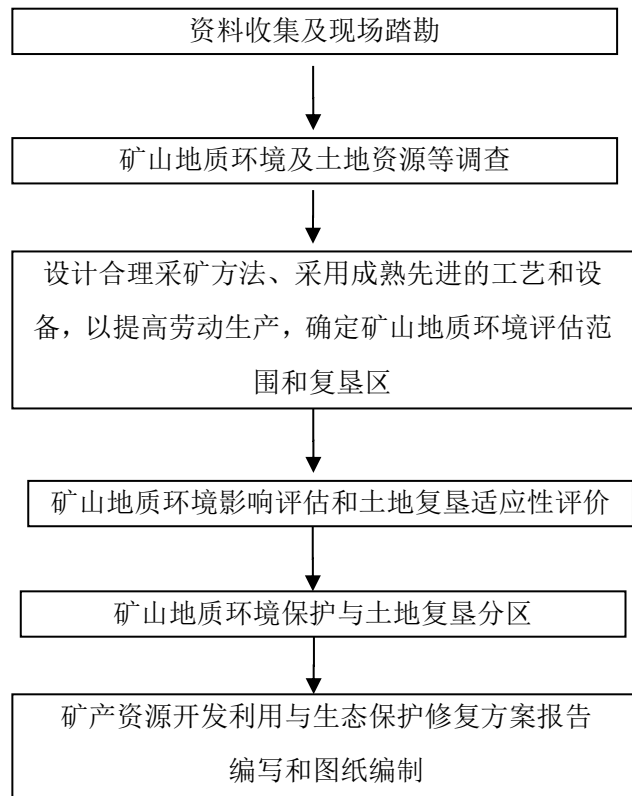 资料收集及现场踏勘
矿山地质环境及土地资源等调查
设计合理采矿方法、采用成熟先进的工艺和设
备，以提高劳动生产，确定矿山地质环境评估范
围和复垦区
矿山地质环境影响评估和土地复垦适应性评价
矿山地质环境保护与土地复垦分区
矿产资源开发利用与生态保护修复方案报告
编写和图纸编制